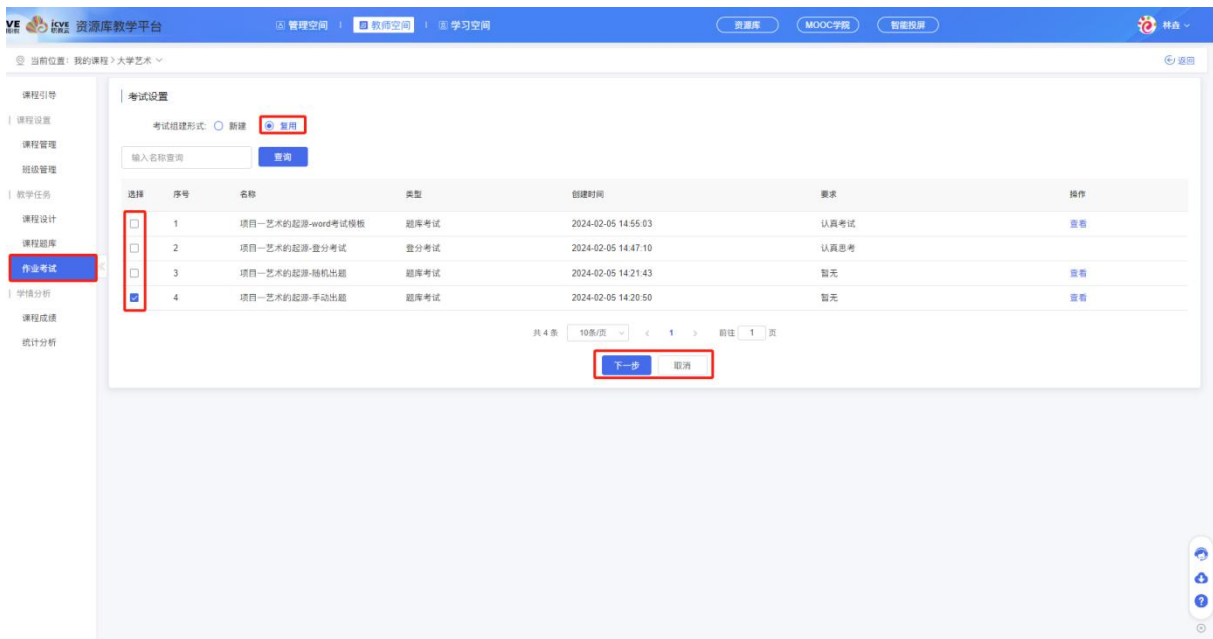 icve 资源库教学平台 管理空间 教师空间 学习空间 资源库 MOOC学院 智能投屏
当前位置: 我的课程 > 大学艺术 返回
课程引导
课程设置
课程管理
班级管理
教学任务
课程设计
课程题库
作业考试
学情分析
课程成绩
统计分析
考试设置
考试组建形式: 新建 复用
输入名称查询 查询
选择 序号 名称 类型 创建时间 要求 操作
1 项目一艺术的起源-word考试模板 题库考试 2024-02-05 14:55:03 认真考试 查看
2 项目一艺术的起源-登分考试 登分考试 2024-02-05 14:47:10 认真思考
3 项目一艺术的起源-随机出题 题库考试 2024-02-05 14:21:43 暂无 查看
4 项目一艺术的起源-手动出题 题库考试 2024-02-05 14:20:50 暂无 查看
共 4 条 10条/页 < 1 > 前往 1 页
下一步 取消